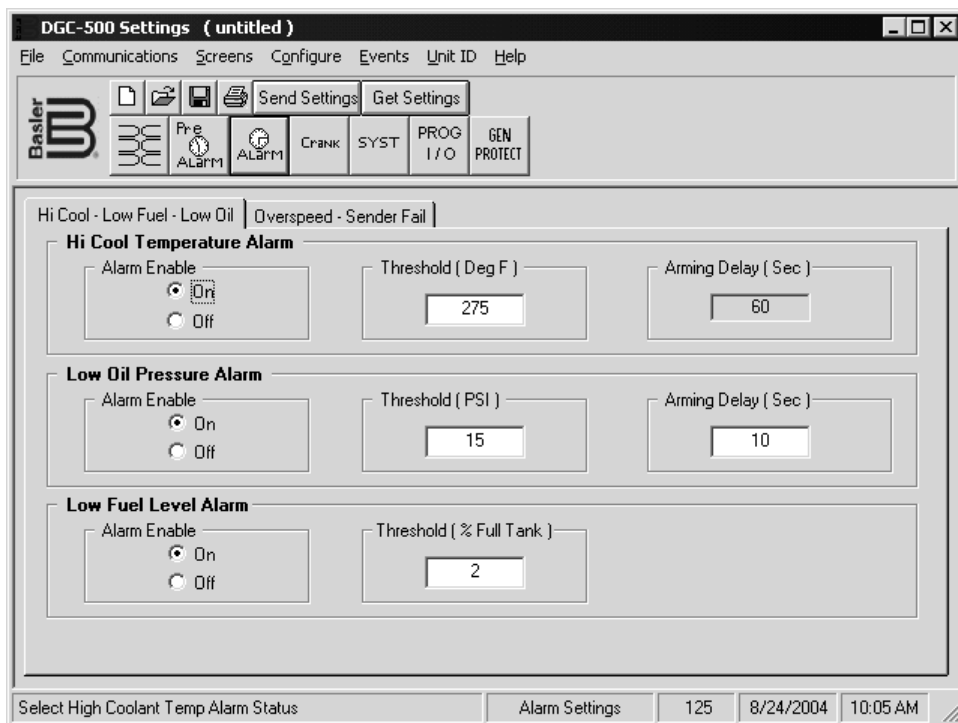 DGC-500 Settings ( untitled )
File Communications Screens Configure Events Unit ID Help
Basler
Send Settings Get Settings
Pre ALarm
ALarm
Crank
SYST
PROG I/O
GEN PROTECT
Hi Cool - Low Fuel - Low Oil Overspeed - Sender Fail
Hi Cool Temperature Alarm
Alarm Enable Threshold ( Deg F ) Arming Delay ( Sec )
On
275 60
Off
Low Oil Pressure Alarm
Alarm Enable Threshold ( PSI ) Arming Delay ( Sec )
On
15 10
Off
Low Fuel Level Alarm
Alarm Enable Threshold ( % Full Tank )
On
2
Off
Select High Coolant Temp Alarm Status Alarm Settings 125 8/24/2004 10:05 AM